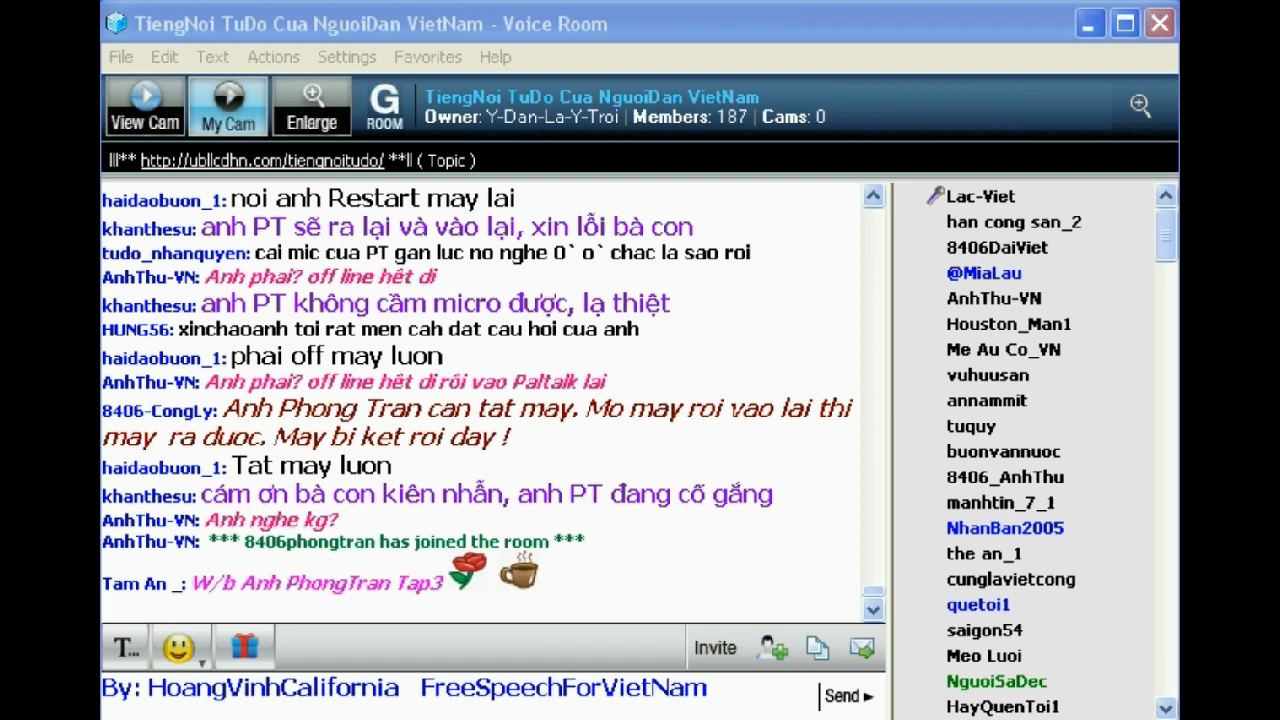 TiengNoi TuDo Cua NguoiDan VietNam - Voice Room
File Edit Text Actions Settings Favorites Help
View Cam My Cam Enlarge G ROOM
TiengNoi TuDo Cua NguoiDan VietNam
Owner: Y-Dan-La-Y-Troi | Members: 187 | Cams: 0
lll** http://ubllcdhn.com/tiengnoitudo/ **ll ( Topic )
haidaobuon_1: noi anh Restart may lai
khanthesu: anh PT sẽ ra lại và vào lại, xin lỗi bà con
tudo_nhanquyen: cai mic cua PT gan luc no nghe O` o` chac la sao roi
AnhThu-VN: Anh phai? off line hêt di
khanthesu: anh PT không cầm micro được, lạ thiệt
HUNG56: xinchaoanh toi rat men cah dat cau hoi cua anh
haidaobuon_1: phai off may luon
AnhThu-VN: Anh phai? off line hêt di rôi vao Paltalk lai
8406-CongLy: Anh Phong Tran can tat may. Mo may roi vao lai thi
may ra duoc. May bi ket roi day !
haidaobuon_1: Tat may luon
khanthesu: cám ơn bà con kiên nhẫn, anh PT đang cố gắng
AnhThu-VN: Anh nghe kg?
AnhThu-VN: *** 8406phongtran has joined the room ***
Tam An _: W/b Anh PhongTran Tap3
T... Invite
By: HoangVinhCalifornia FreeSpeechForVietNam
Send
Lac-Viet
han cong san_2
8406DaiViet
@MiaLau
AnhThu-VN
Houston_Man1
Me Au Co_VN
vuhuusan
annammit
tuquy
buonvannuoc
8406_AnhThu
manhtin_7_1
NhanBan2005
the an_1
cunglavietcong
quetoi1
saigon54
Meo Luoi
NguoiSaDec
HayQuenToi1